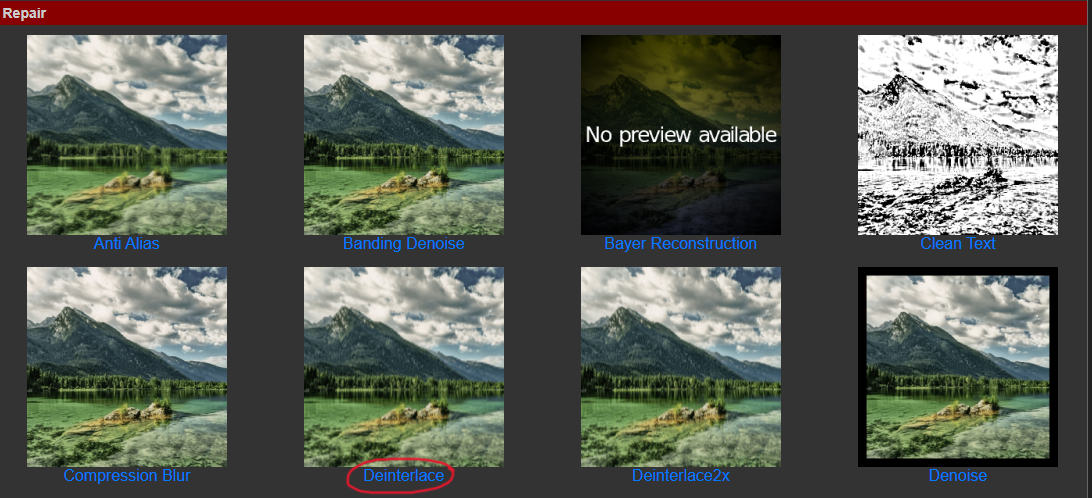 Repair
No preview available
Anti Alias
Banding Denoise
Bayer Reconstruction
Clean Text
Compression Blur
Deinterlace
Deinterlace2x
Denoise